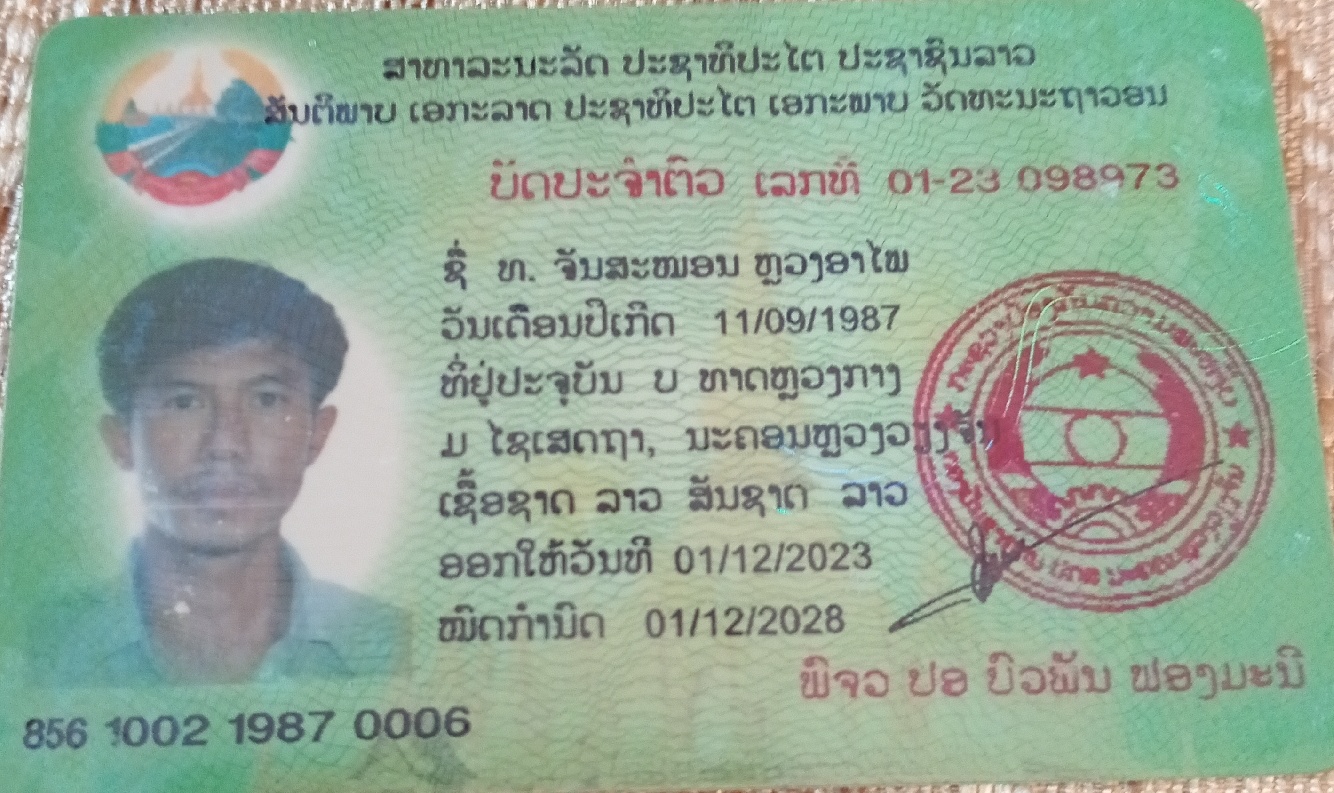 ສາທາລະນະລັດ ປະຊາທິປະໄຕ ປະຊາຊົນລາວ
ສັນຕິພາບ ເອກະລາດ ປະຊາທິປະໄຕ ເອກະພາບ ວັດທະນະຖາວອນ
ບັດປະຈຳຕົວ ເລກທີ 01-23 098973
ຊື່ ທ. ຈັນສະໝອນ ຫຼວງອາໄພ
ວັນເດືອນປີເກີດ 11/09/1987
ທີ່ຢູ່ປະຈຸບັນ ບ ທາດຫຼວງກາງ
ມ ໄຊເສດຖາ, ນະຄອນຫຼວງວຽງຈັນ
ເຊື້ອຊາດ ລາວ ສັນຊາດ ລາວ
ອອກໃຫ້ວັນທີ 01/12/2023
ໝົດກຳນົດ 01/12/2028
ພົຈວ ປອ ບົວພັນ ຟອງມະນີ
856 1002 1987 0006